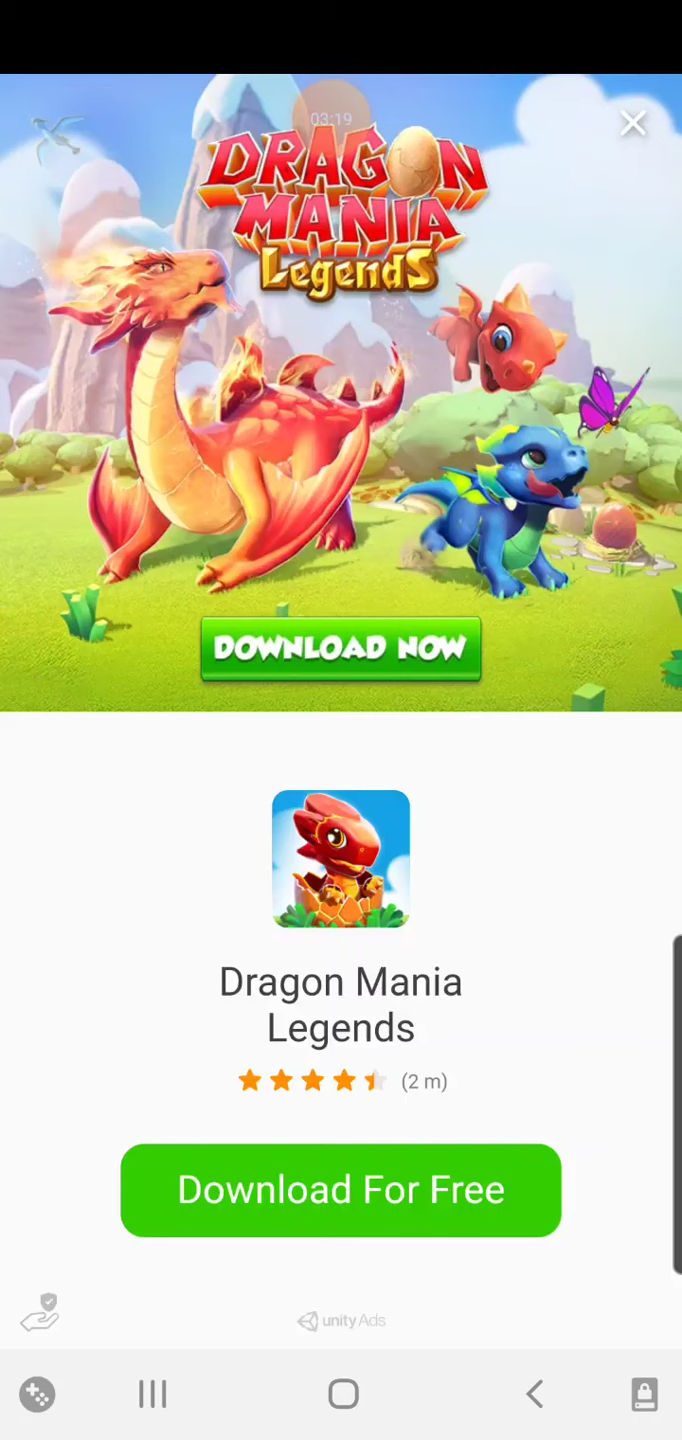 03:19
DRAGON
MANIA
Legends
DOWNLOAD NOW
Dragon Mania
Legends
(2 m)
Download For Free
unity Ads